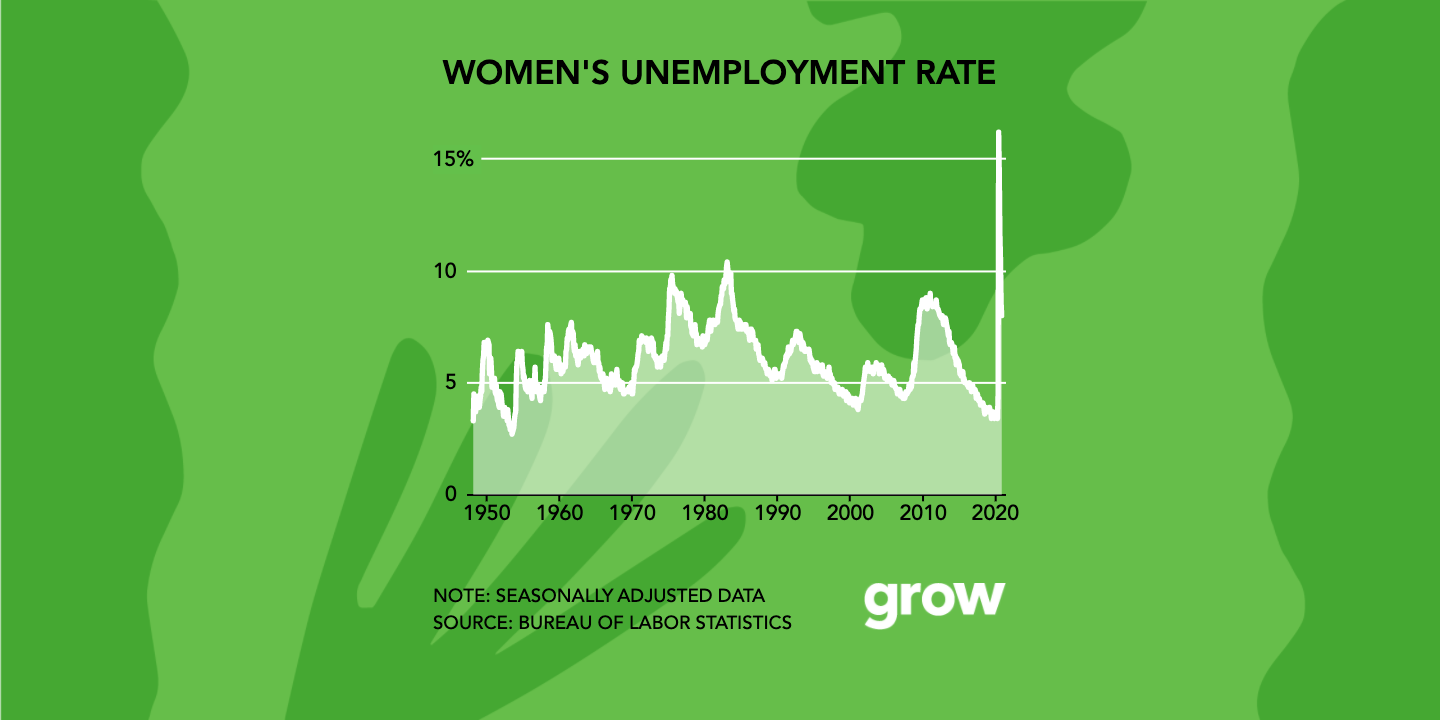 WOMEN'S UNEMPLOYMENT RATE
15%
10
5
0
1950 1960 1970 1980 1990 2000 2010 2020
NOTE: SEASONALLY ADJUSTED DATA
SOURCE: BUREAU OF LABOR STATISTICS
grow